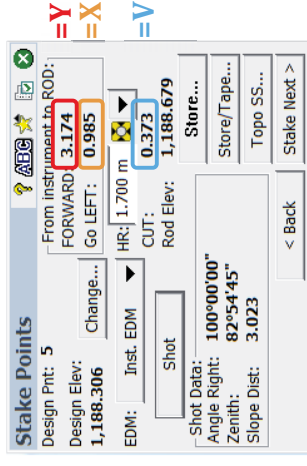 Stake Points
? ABC
Design Pnt: 5
Design Elev:
1,188.306
Change...
EDM: Inst. EDM
Shot
Shot Data:
Angle Right: 100°00'00"
Zenith: 82°54'45"
Slope Dist: 3.023
From instrument to ROD:
FORWARD: 3.174 =Y
Go LEFT: 0.985 =X
HR: 1.700 m
CUT: 0.373 =V
Rod Elev: 1,188.679
Store...
Store/Tape...
Topo SS...
< Back
Stake Next >